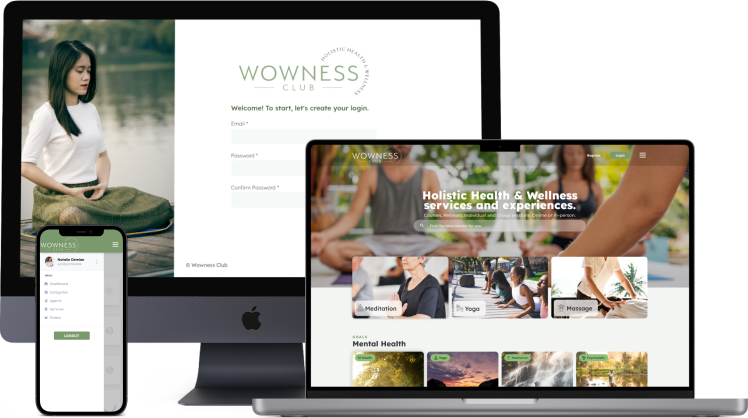 HOLISTIC HEALTH & WELLNESS
WOWNESS
CLUB
Welcome! To start, let's create your login.
Email *
Password *
Confirm Password *
© Wowness Club
WOWNESS
Register
Login
Holistic Health & Wellness
services and experiences.
Courses, Retreats, Individual and Group sessions. Online or In-person.
Meditation
Yoga
Massage
GOALS
Mental Health
WOWNESS
Natalie Denise
Dashboard
Categories
Agents
Services
Orders
LOGOUT